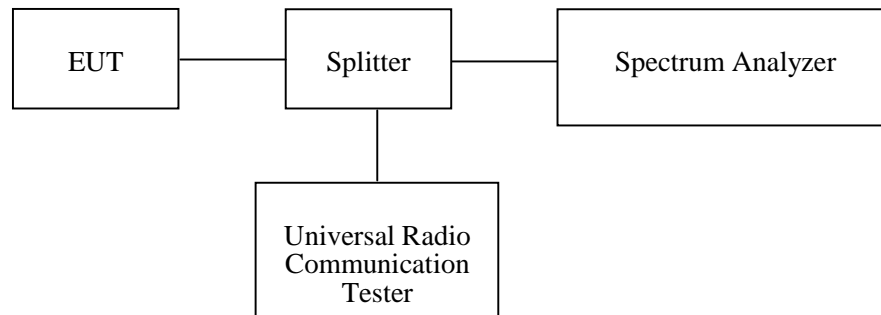 EUT
Splitter
Spectrum Analyzer
Universal Radio
Communication
Tester